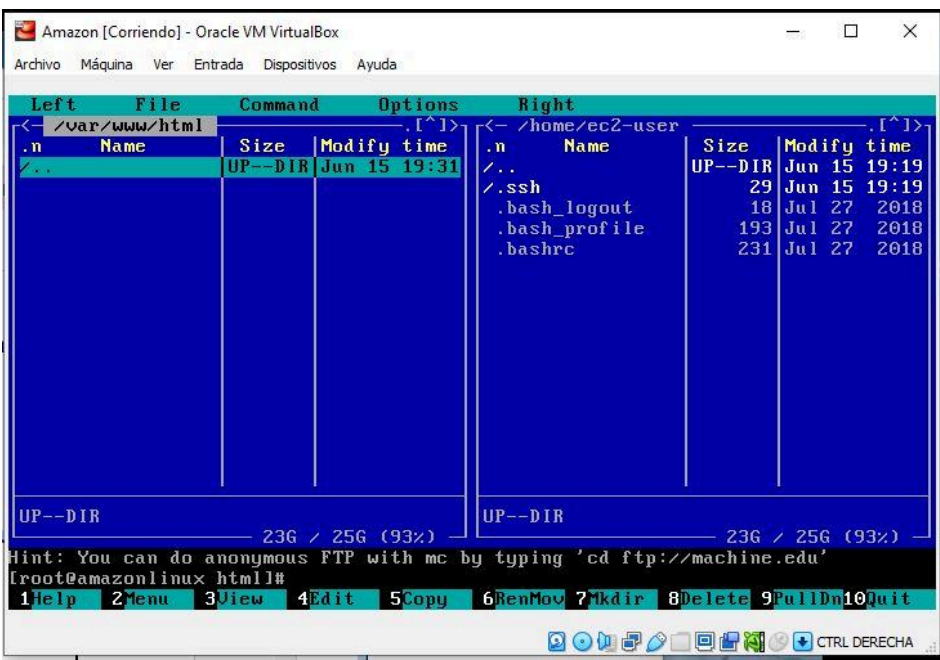 Amazon [Corriendo] - Oracle VM VirtualBox
Archivo Máquina Ver Entrada Dispositivos Ayuda
Left File Command Options Right
<─ /var/www/html .[^]> <─ /home/ec2-user .[^]>
.n Name Size Modify time .n Name Size Modify time
/.. UP--DIR Jun 15 19:31 /.. UP--DIR Jun 15 19:19
/.ssh 29 Jun 15 19:19
.bash_logout 18 Jul 27 2018
.bash_profile 193 Jul 27 2018
.bashrc 231 Jul 27 2018
UP--DIR UP--DIR
23G / 25G (93%) 23G / 25G (93%)
Hint: You can do anonymous FTP with mc by typing 'cd ftp://machine.edu'
[root@amazonlinux html]#
1Help 2Menu 3View 4Edit 5Copy 6RenMov 7Mkdir 8Delete 9PullDn 10Quit
CTRL DERECHA